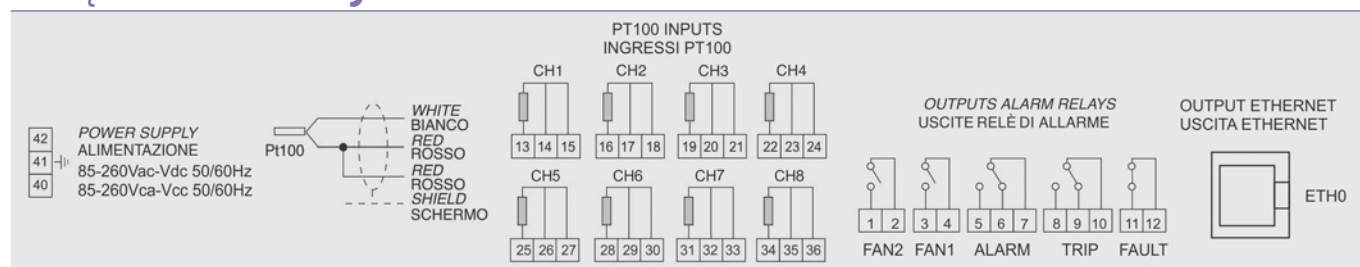 PT100 INPUTS
INGRESSI PT100
CH1 CH2 CH3 CH4
13 14 15 16 17 18 19 20 21 22 23 24
CH5 CH6 CH7 CH8
25 26 27 28 29 30 31 32 33 34 35 36
42
41
40
POWER SUPPLY
ALIMENTAZIONE
85-260Vac-Vdc 50/60Hz
85-260Vca-Vcc 50/60Hz
Pt100
WHITE
BIANCO
RED
ROSSO
RED
ROSSO
SHIELD
SCHERMO
OUTPUTS ALARM RELAYS
USCITE RELÈ DI ALLARME
1 2 3 4 5 6 7 8 9 10 11 12
FAN2 FAN1 ALARM TRIP FAULT
OUTPUT ETHERNET
USCITA ETHERNET
ETH0